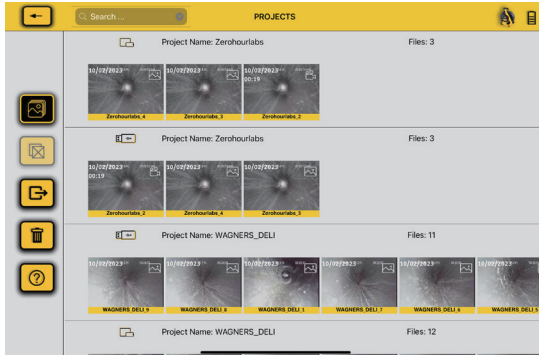 Search ...
PROJECTS
Project Name: Zerohourlabs
Files: 3
10/02/2023
10/02/2023
10/02/2023
00:19
Zerohourlabs_4
Zerohourlabs_3
Zerohourlabs_2
Project Name: Zerohourlabs
Files: 3
10/02/2023
00:19
10/02/2023
10/02/2023
Zerohourlabs_2
Zerohourlabs_4
Zerohourlabs_3
Project Name: WAGNERS_DELI
Files: 11
10/02/2023
10/02/2023
10/02/2023
10/02/2023
10/02/2023
10/02/2023
WAGNERS_DELI_9
WAGNERS_DELI_8
WAGNERS_DELI_1
WAGNERS_DELI_7
WAGNERS_DELI_6
WAGNERS_DELI_5
Project Name: WAGNERS_DELI
Files: 12